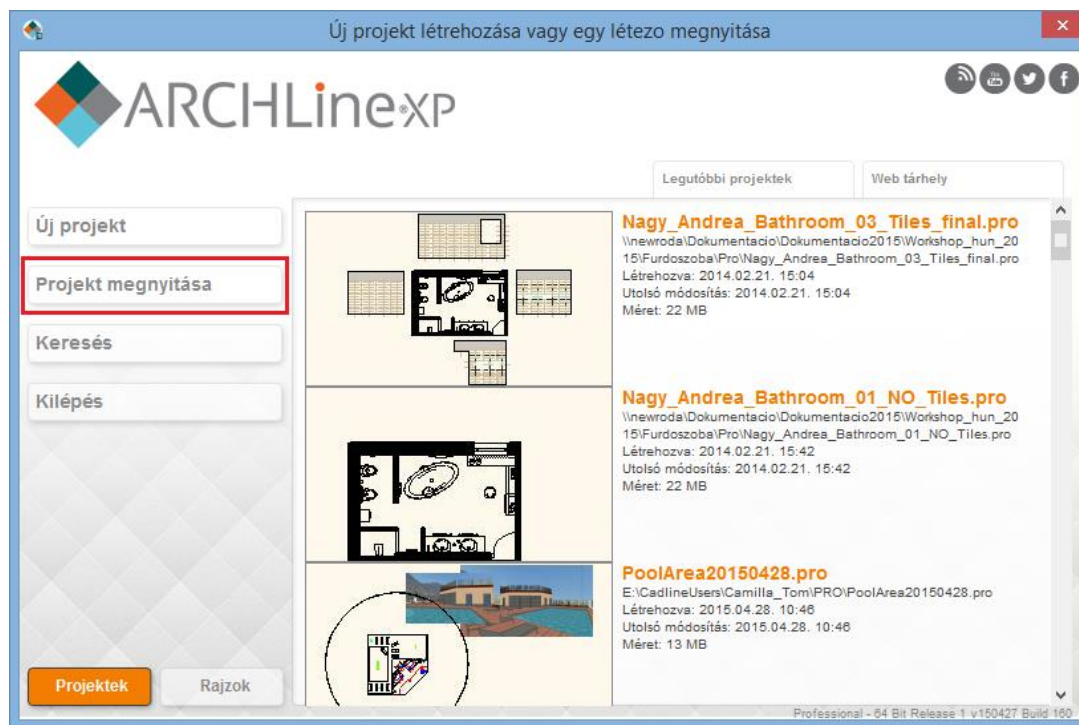 Új projekt létrehozása vagy egy létezo megnyitása
ARCHLine®XP
You
Legutóbbi projektek
Web tárhely
Új projekt
Projekt megnyitása
Keresés
Kilépés
Nagy_Andrea_Bathroom_03_Tiles_final.pro
\\newroda\Dokumentacio\Dokumentacio2015\Workshop_hun_20
15\Furdoszoba\Pro\Nagy_Andrea_Bathroom_03_Tiles_final.pro
Létrehozva: 2014.02.21. 15:04
Utolsó módosítás: 2014.02.21. 15:04
Méret: 22 MB
Nagy_Andrea_Bathroom_01_NO_Tiles.pro
\\newroda\Dokumentacio\Dokumentacio2015\Workshop_hun_20
15\Furdoszoba\Pro\Nagy_Andrea_Bathroom_01_NO_Tiles.pro
Létrehozva: 2014.02.21. 15:42
Utolsó módosítás: 2014.02.21. 15:42
Méret: 22 MB
PoolArea20150428.pro
E:\CadlineUsers\Camilla_Tom\PRO\PoolArea20150428.pro
Létrehozva: 2015.04.28. 10:46
Utolsó módosítás: 2015.04.28. 10:46
Méret: 13 MB
Projektek
Rajzok
Professional - 64 Bit Release 1 v150427 Build 160